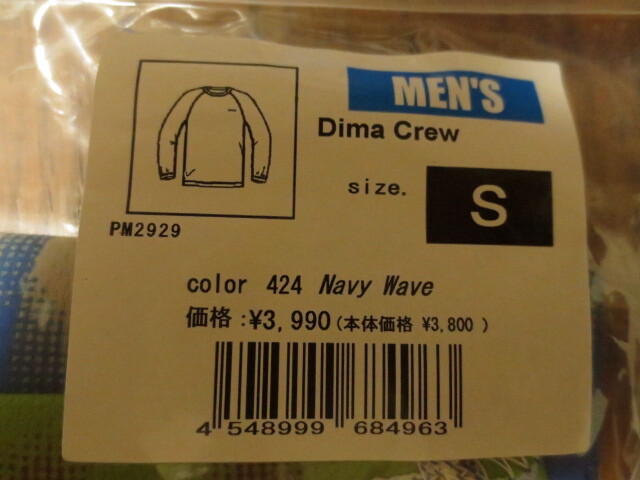 MEN'S
Dima Crew
size. S
PM2929
color 424 Navy Wave
価格:¥3,990(本体価格 ¥3,800 )
4 548999 684963